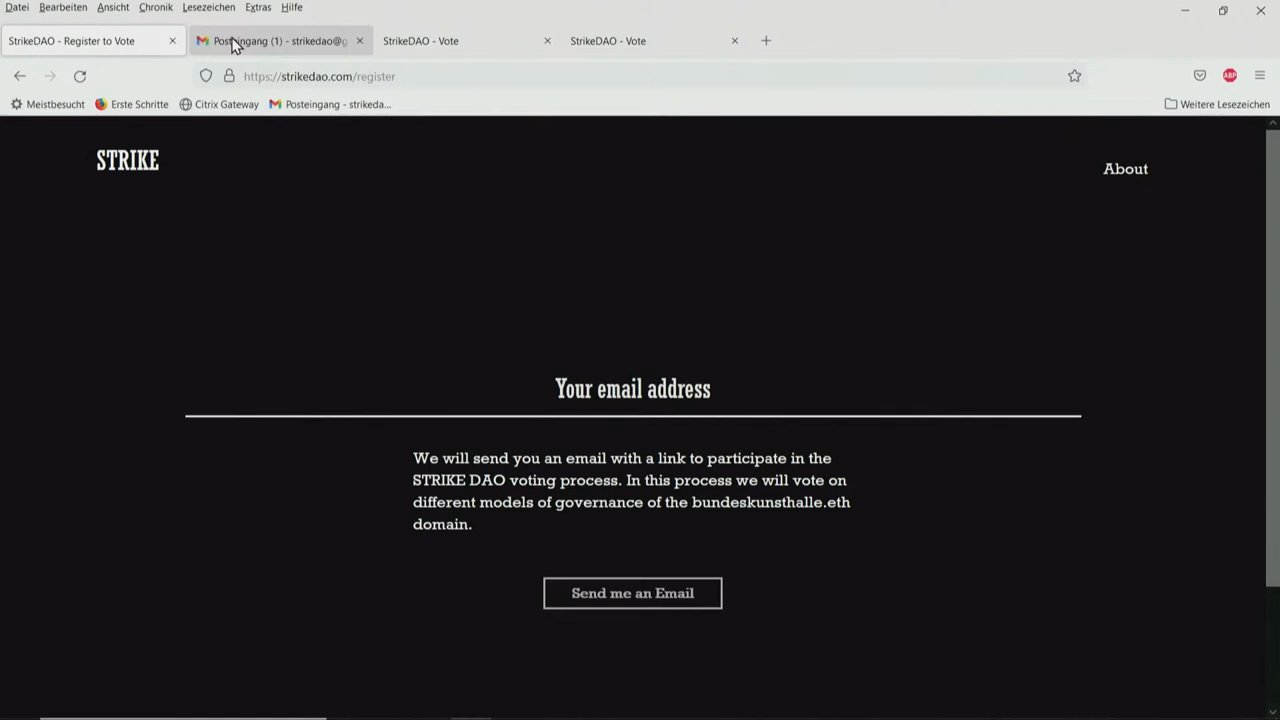 Datei Bearbeiten Ansicht Chronik Lesezeichen Extras Hilfe
StrikeDAO - Register to Vote Posteingang (1) - strikedao@g StrikeDAO - Vote StrikeDAO - Vote
https://strikedao.com/register
Meistbesucht Erste Schritte Citrix Gateway Posteingang - strikeda... Weitere Lesezeichen
STRIKE
About
Your email address
We will send you an email with a link to participate in the
STRIKE DAO voting process. In this process we will vote on
different models of governance of the bundeskunsthalle.eth
domain.
Send me an Email